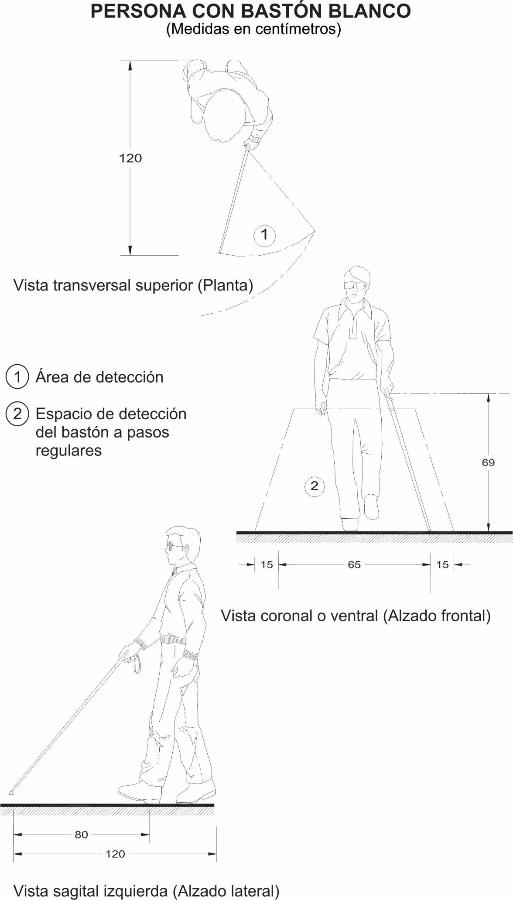 PERSONA CON BASTÓN BLANCO
(Medidas en centímetros)
120
1
Vista transversal superior (Planta)
1 Área de detección
2 Espacio de detección
del bastón a pasos
regulares
2
69
15 65 15
Vista coronal o ventral (Alzado frontal)
80
120
Vista sagital izquierda (Alzado lateral)